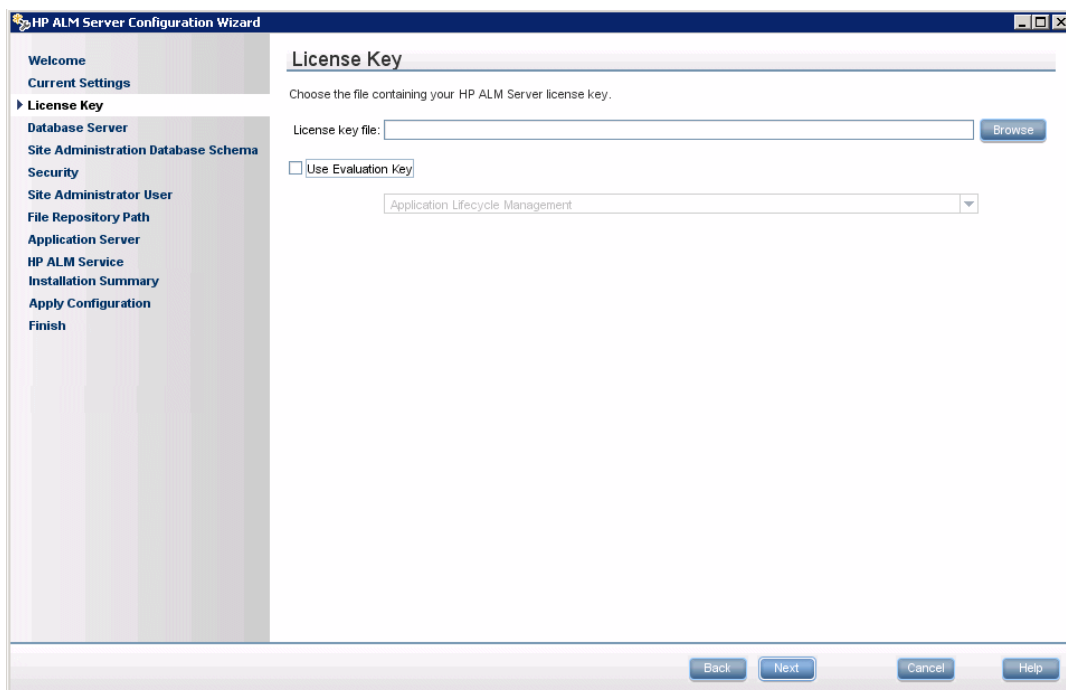 HP ALM Server Configuration Wizard
Welcome
Current Settings
License Key
Database Server
Site Administration Database Schema
Security
Site Administrator User
File Repository Path
Application Server
HP ALM Service
Installation Summary
Apply Configuration
Finish
License Key
Choose the file containing your HP ALM Server license key.
License key file:
Browse
Use Evaluation Key
Application Lifecycle Management
Back
Next
Cancel
Help